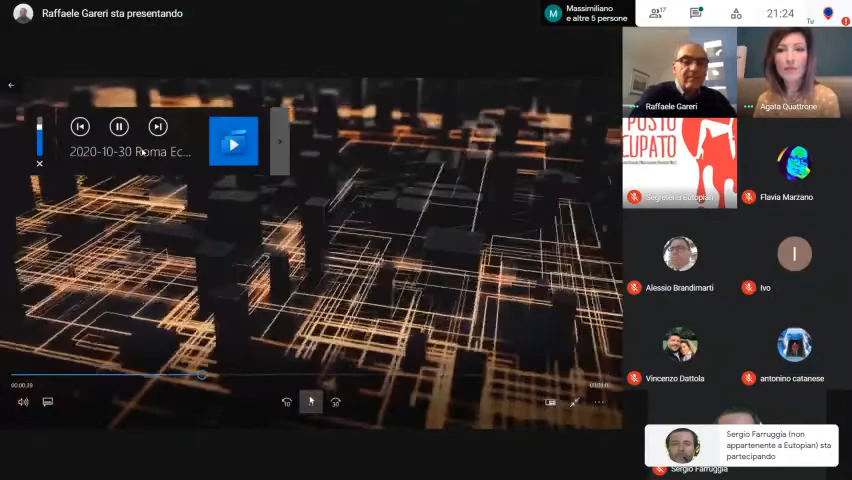 Raffaele Gareri sta presentando
M
Massimiliano
e altre 5 persone
17
21:24
Tu
Raffaele Gareri
Agata Quattrone
2020-10-30 Roma Ec...
POSTO
CUPATO
Segreteria Eutopian
Flavia Marzano
I
Alessio Brandimarti
Ivo
Vincenzo Dattola
antonino catanese
10
30
Sergio Farruggia (non
appartenente a Eutopian) sta
partecipando
Sergio Farruggia